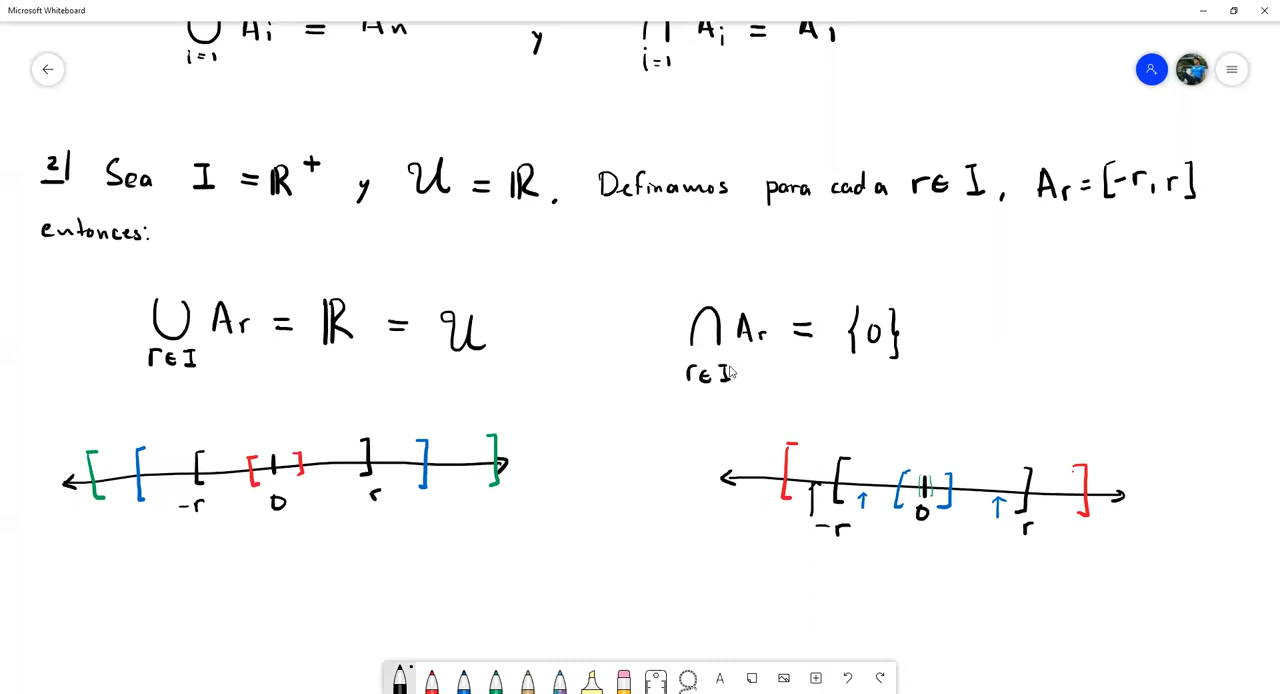 Microsoft Whiteboard
⋃ Ai = An y ⋂ Ai = A1
i=1 i=1
2) Sea I = ℝ+ y 𝒰 = ℝ. Definamos para cada r ∈ I, Ar = [-r, r]
entonces:
⋃ Ar = ℝ = 𝒰
r ∈ I
⋂ Ar = {0}
r ∈ I
-r 0 r
-r 0 r
A